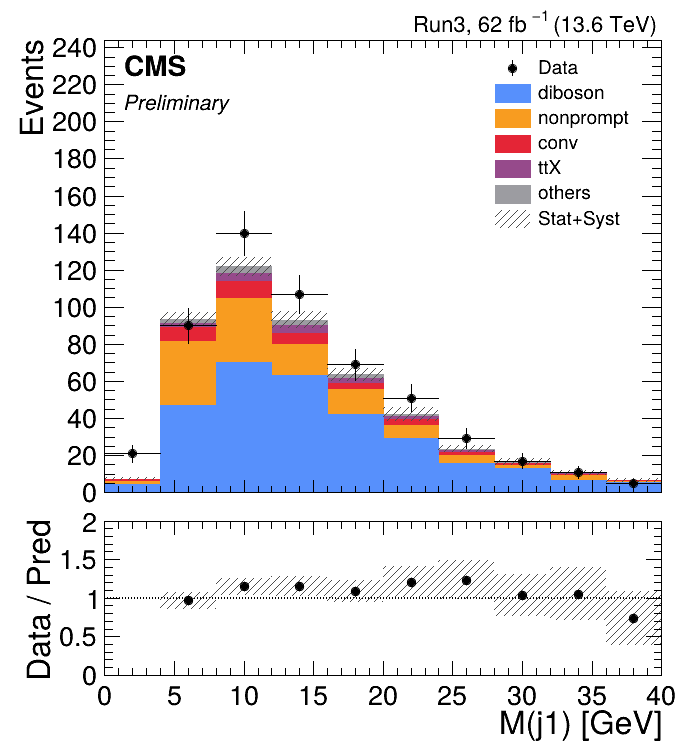 Run3, 62 fb⁻¹ (13.6 TeV)
Events
240
220
200
180
160
140
120
100
80
60
40
20
0
CMS
Preliminary
Data
diboson
nonprompt
conv
ttX
others
Stat+Syst
Data / Pred
2
1.5
1
0.5
0
0 5 10 15 20 25 30 35 40
M(j1) [GeV]